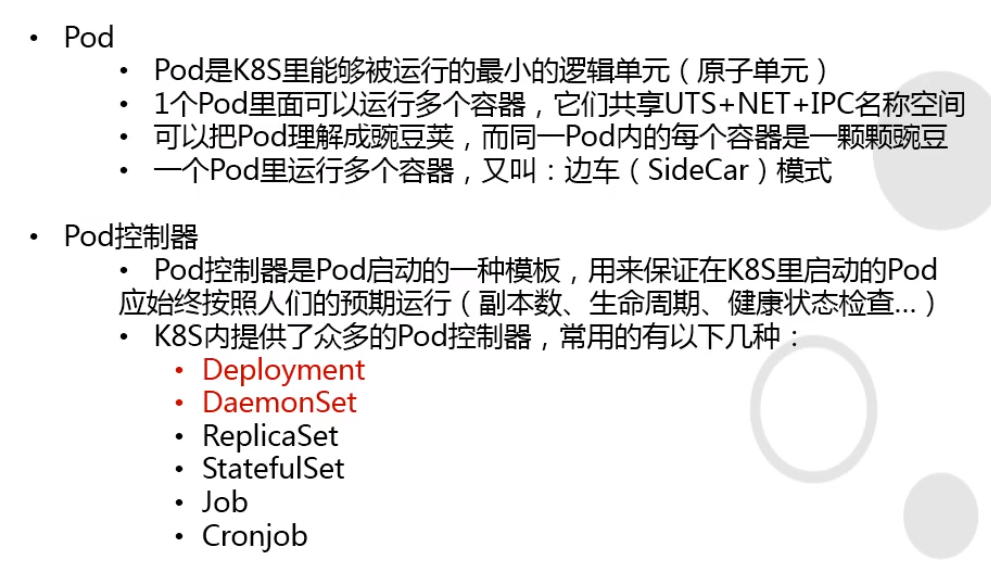 • Pod
• Pod是K8S里能够被运行的最小的逻辑单元（原子单元）
• 1个Pod里面可以运行多个容器，它们共享UTS+NET+IPC名称空间
• 可以把Pod理解成豌豆荚，而同一Pod内的每个容器是一颗颗豌豆
• 一个Pod里运行多个容器，又叫：边车（SideCar）模式
• Pod控制器
• Pod控制器是Pod启动的一种模板，用来保证在K8S里启动的Pod
应始终按照人们的预期运行（副本数、生命周期、健康状态检查...）
• K8S内提供了众多的Pod控制器，常用的有以下几种：
• Deployment
• DaemonSet
• ReplicaSet
• StatefulSet
• Job
• Cronjob